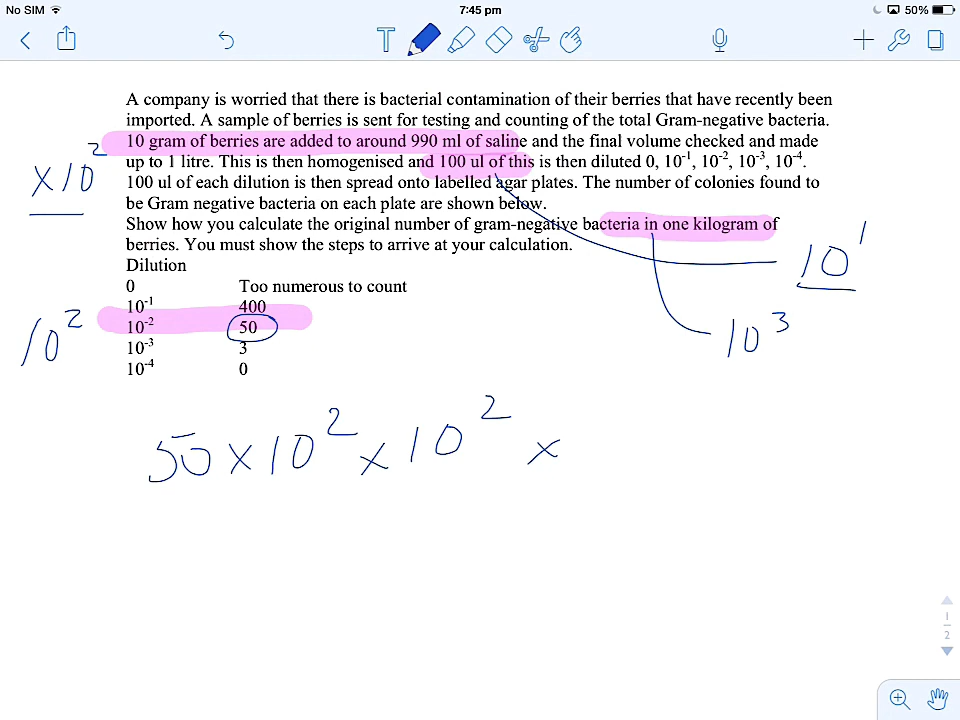 No SIM 7:45 pm 50%
T
A company is worried that there is bacterial contamination of their berries that have recently been
imported. A sample of berries is sent for testing and counting of the total Gram-negative bacteria.
10 gram of berries are added to around 990 ml of saline and the final volume checked and made
up to 1 litre. This is then homogenised and 100 ul of this is then diluted 0, 10⁻¹, 10⁻², 10⁻³, 10⁻⁴.
×10²
100 ul of each dilution is then spread onto labelled agar plates. The number of colonies found to
be Gram negative bacteria on each plate are shown below.
Show how you calculate the original number of gram-negative bacteria in one kilogram of
berries. You must show the steps to arrive at your calculation.
10¹
Dilution
0 Too numerous to count
10⁻¹ 400
10⁻² 50
10²
10³
10⁻³ 3
10⁻⁴ 0
50×10²×10²×
1
2